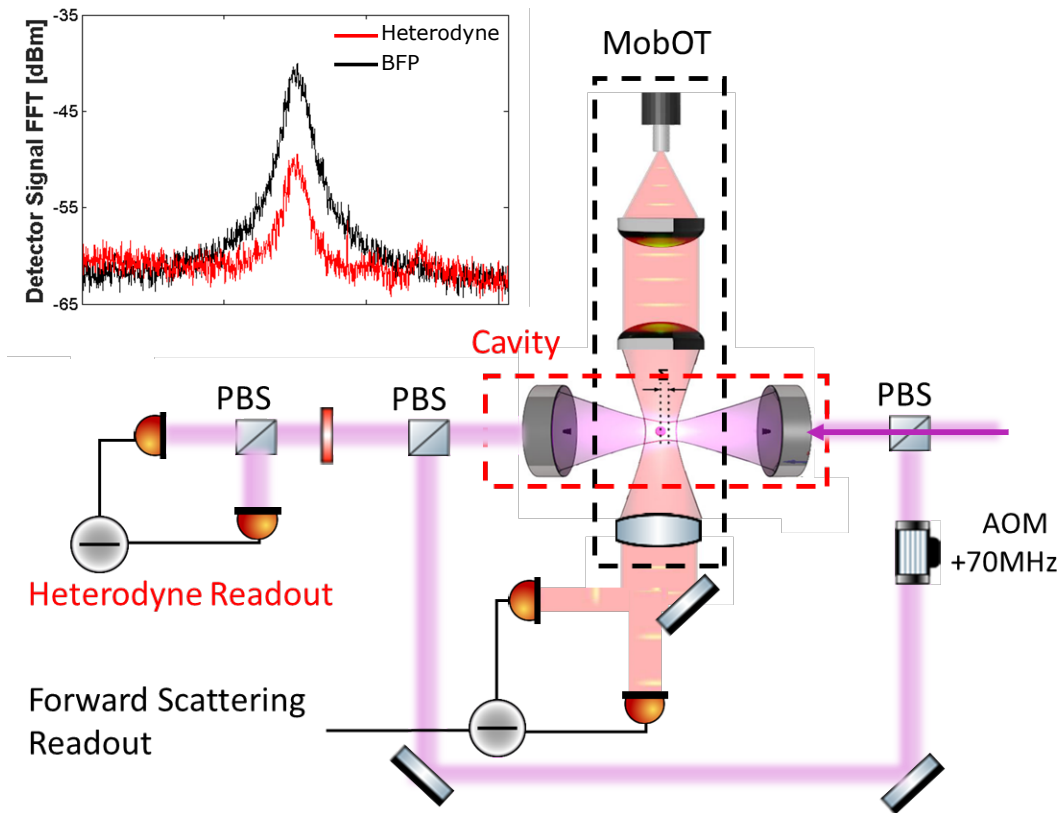 Detector Signal FFT [dBm]
-35
-45
-55
-65
Heterodyne
BFP
MobOT
Cavity
PBS
PBS
PBS
AOM
+70MHz
Heterodyne Readout
Forward Scattering
Readout